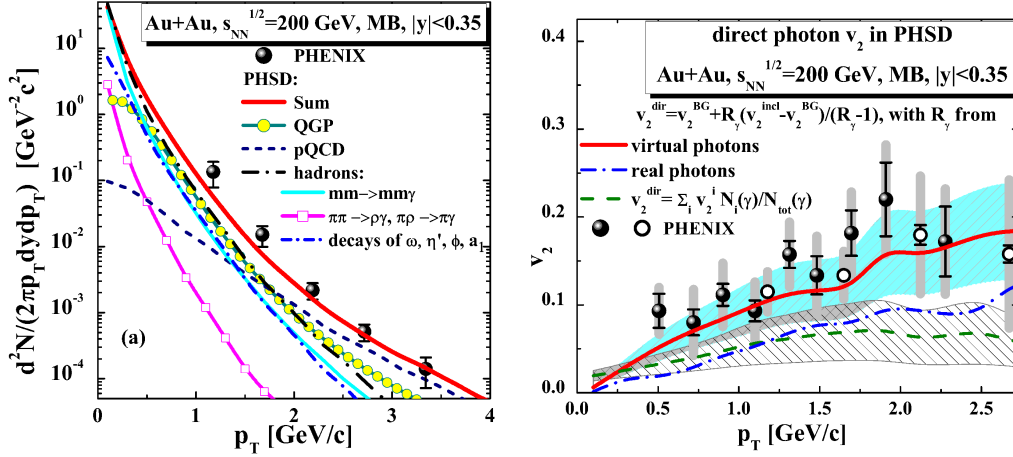 Au+Au, s_NN^1/2=200 GeV, MB, |y|<0.35
PHENIX
PHSD:
Sum
QGP
pQCD
hadrons:
mm->mmγ
ππ ->ργ, πρ ->πγ
decays of ω, η', ϕ, a₁
(a)
d²N/(2πp_Tdydp_T) [GeV⁻²c²]
10¹
10⁰
10⁻¹
10⁻²
10⁻³
10⁻⁴
0 1 2 3 4
p_T [GeV/c]
direct photon v₂ in PHSD
Au+Au, s_NN^1/2=200 GeV, MB, |y|<0.35
v₂^dir=v₂^BG+R_γ(v₂^incl-v₂^BG)/(R_γ-1), with R_γ from
virtual photons
real photons
v₂^dir= Σ_i v₂^i N_i(γ)/N_tot(γ)
PHENIX
v₂
0.4
0.3
0.2
0.1
0.0
0.0 0.5 1.0 1.5 2.0 2.5
p_T [GeV/c]